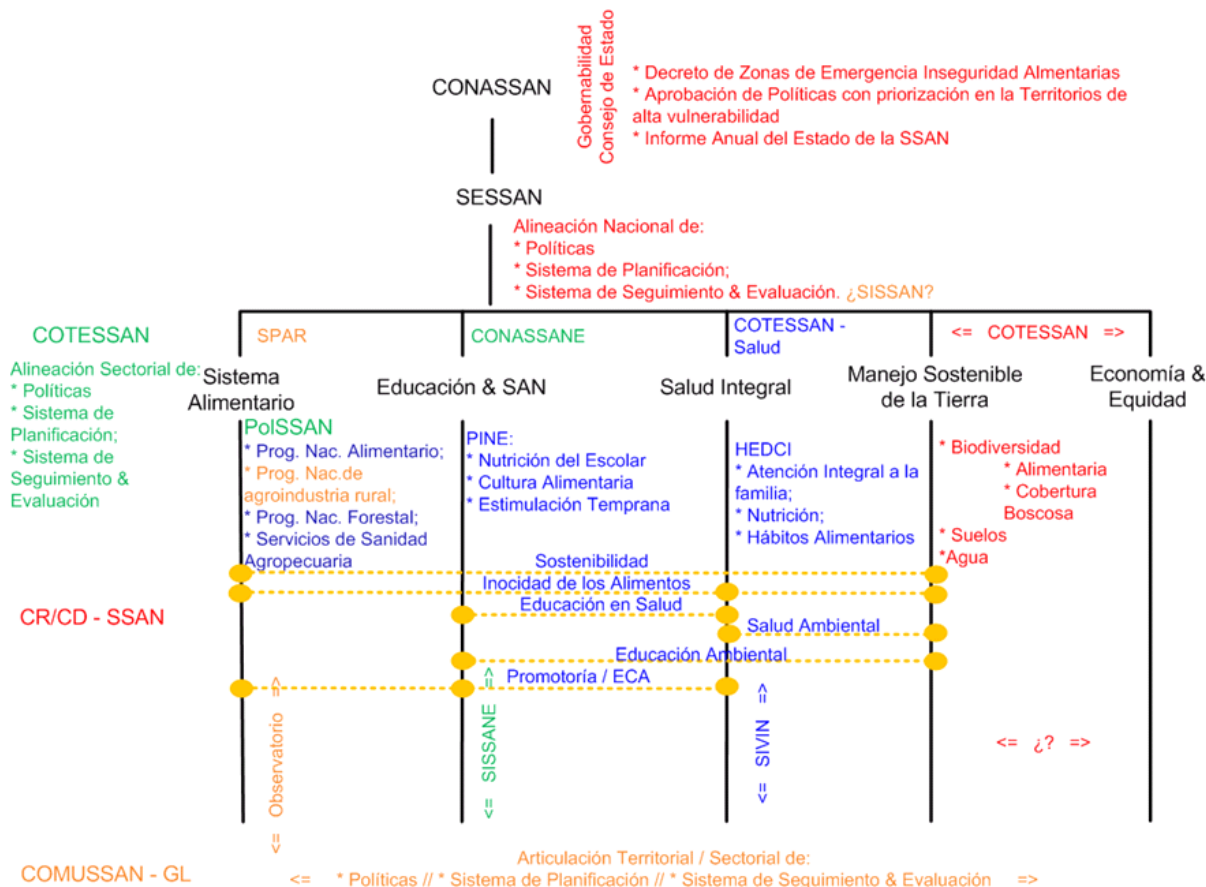 Gobernabilidad
Consejo de Estado
CONASSAN
* Decreto de Zonas de Emergencia Inseguridad Almentarias
* Aprobación de Políticas con priorización en la Territorios de
alta vulnerabilidad
* Informe Anual del Estado de la SSAN
SESSAN
Alineación Nacional de:
* Políticas
* Sistema de Planificación;
* Sistema de Seguimiento & Evaluación. ¿SISSAN?
COTESSAN
Alineación Sectorial de:
* Políticas
* Sistema de
Planificación;
* Sistema de
Seguimiento &
Evaluación
SPAR
Sistema
Alimentario
PolSSAN
* Prog. Nac. Alimentario;
* Prog. Nac.de
agroindustria rural;
* Prog. Nac. Forestal;
* Servicios de Sanidad
Agropecuaria
CONASSANE
Educación & SAN
PINE:
* Nutrición del Escolar
* Cultura Alimentaria
* Estimulación Temprana
COTESSAN -
Salud
Salud Integral
HEDCI
* Atención Integral a la
familia;
* Nutrición;
* Hábitos Alimentarios
<= COTESSAN =>
Manejo Sostenible
de la Tierra
Economía &
Equidad
* Biodiversidad
* Alimentaria
* Cobertura
Boscosa
* Suelos
*Agua
Sostenibilidad
Inocidad de los Alimentos
Educación en Salud
CR/CD - SSAN
Salud Ambiental
Educación Ambiental
Promotoría / ECA
<= Observatorio =>
<= SISSANE =>
<= SIVIN =>
<= ¿? =>
COMUSSAN - GL
Articulación Territorial / Sectorial de:
<= * Políticas // * Sistema de Planificación // * Sistema de Seguimiento & Evaluación =>